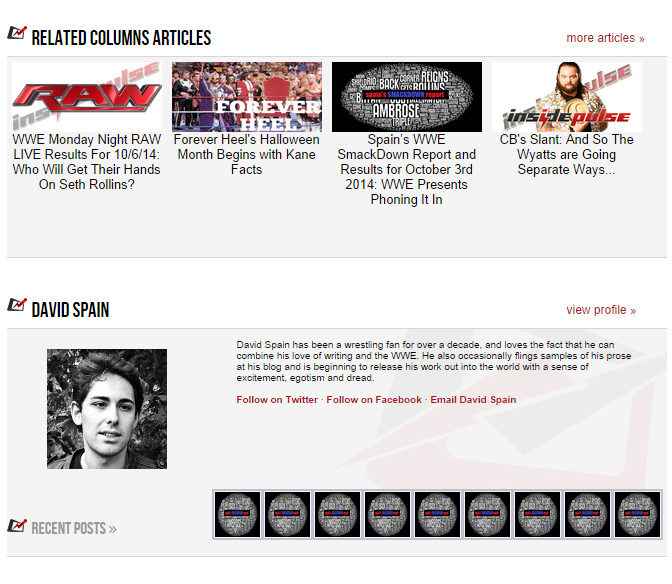 RELATED COLUMNS ARTICLES
more articles »
RAW
insidepulse
WWE Monday Night RAW
LIVE Results For 10/6/14:
Who Will Get Their Hands
On Seth Rollins?
FOREVER
HEEL
Forever Heel's Halloween
Month Begins with Kane
Facts
BACK
CORNER
REIGNS
ROLLINS
spain's SMACKDOWN report
AMBROSE
TRIPLE
Spain's WWE
SmackDown Report and
Results for October 3rd
2014: WWE Presents
Phoning It In
insidepulse
CB's Slant: And So The
Wyatts are Going
Separate Ways...
DAVID SPAIN
view profile »
David Spain has been a wrestling fan for over a decade, and loves the fact that he can
combine his love of writing and the WWE. He also occasionally flings samples of his prose
at his blog and is beginning to release his work out into the world with a sense of
excitement, egotism and dread.
Follow on Twitter · Follow on Facebook · Email David Spain
RECENT POSTS »